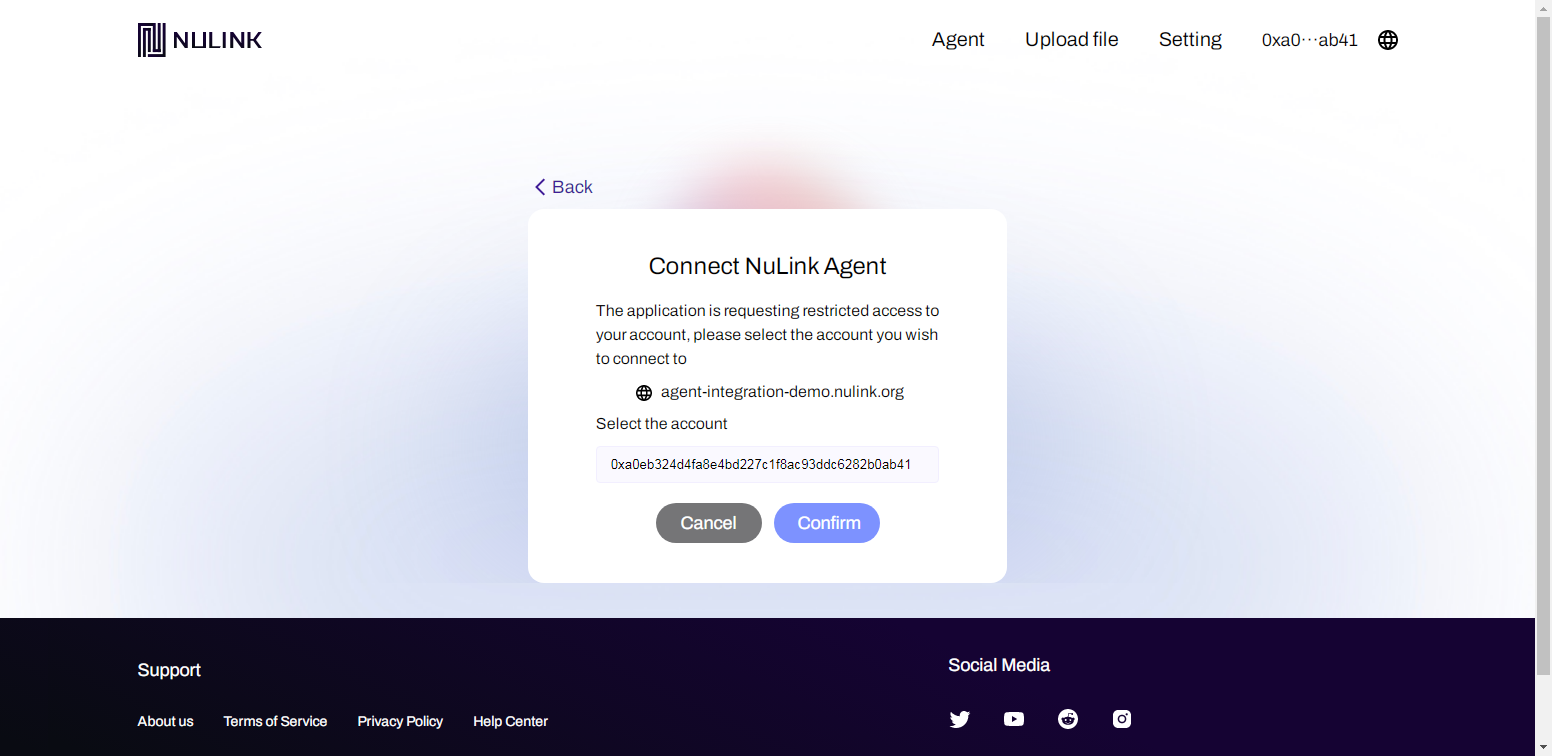 NULINK
Agent
Upload file
Setting
0xa0···ab41
Back
Connect NuLink Agent
The application is requesting restricted access to
your account, please select the account you wish
to connect to
agent-integration-demo.nulink.org
Select the account
0xa0eb324d4fa8e4bd227c1f8ac93ddc6282b0ab41
Cancel
Confirm
Support
Social Media
About us
Terms of Service
Privacy Policy
Help Center